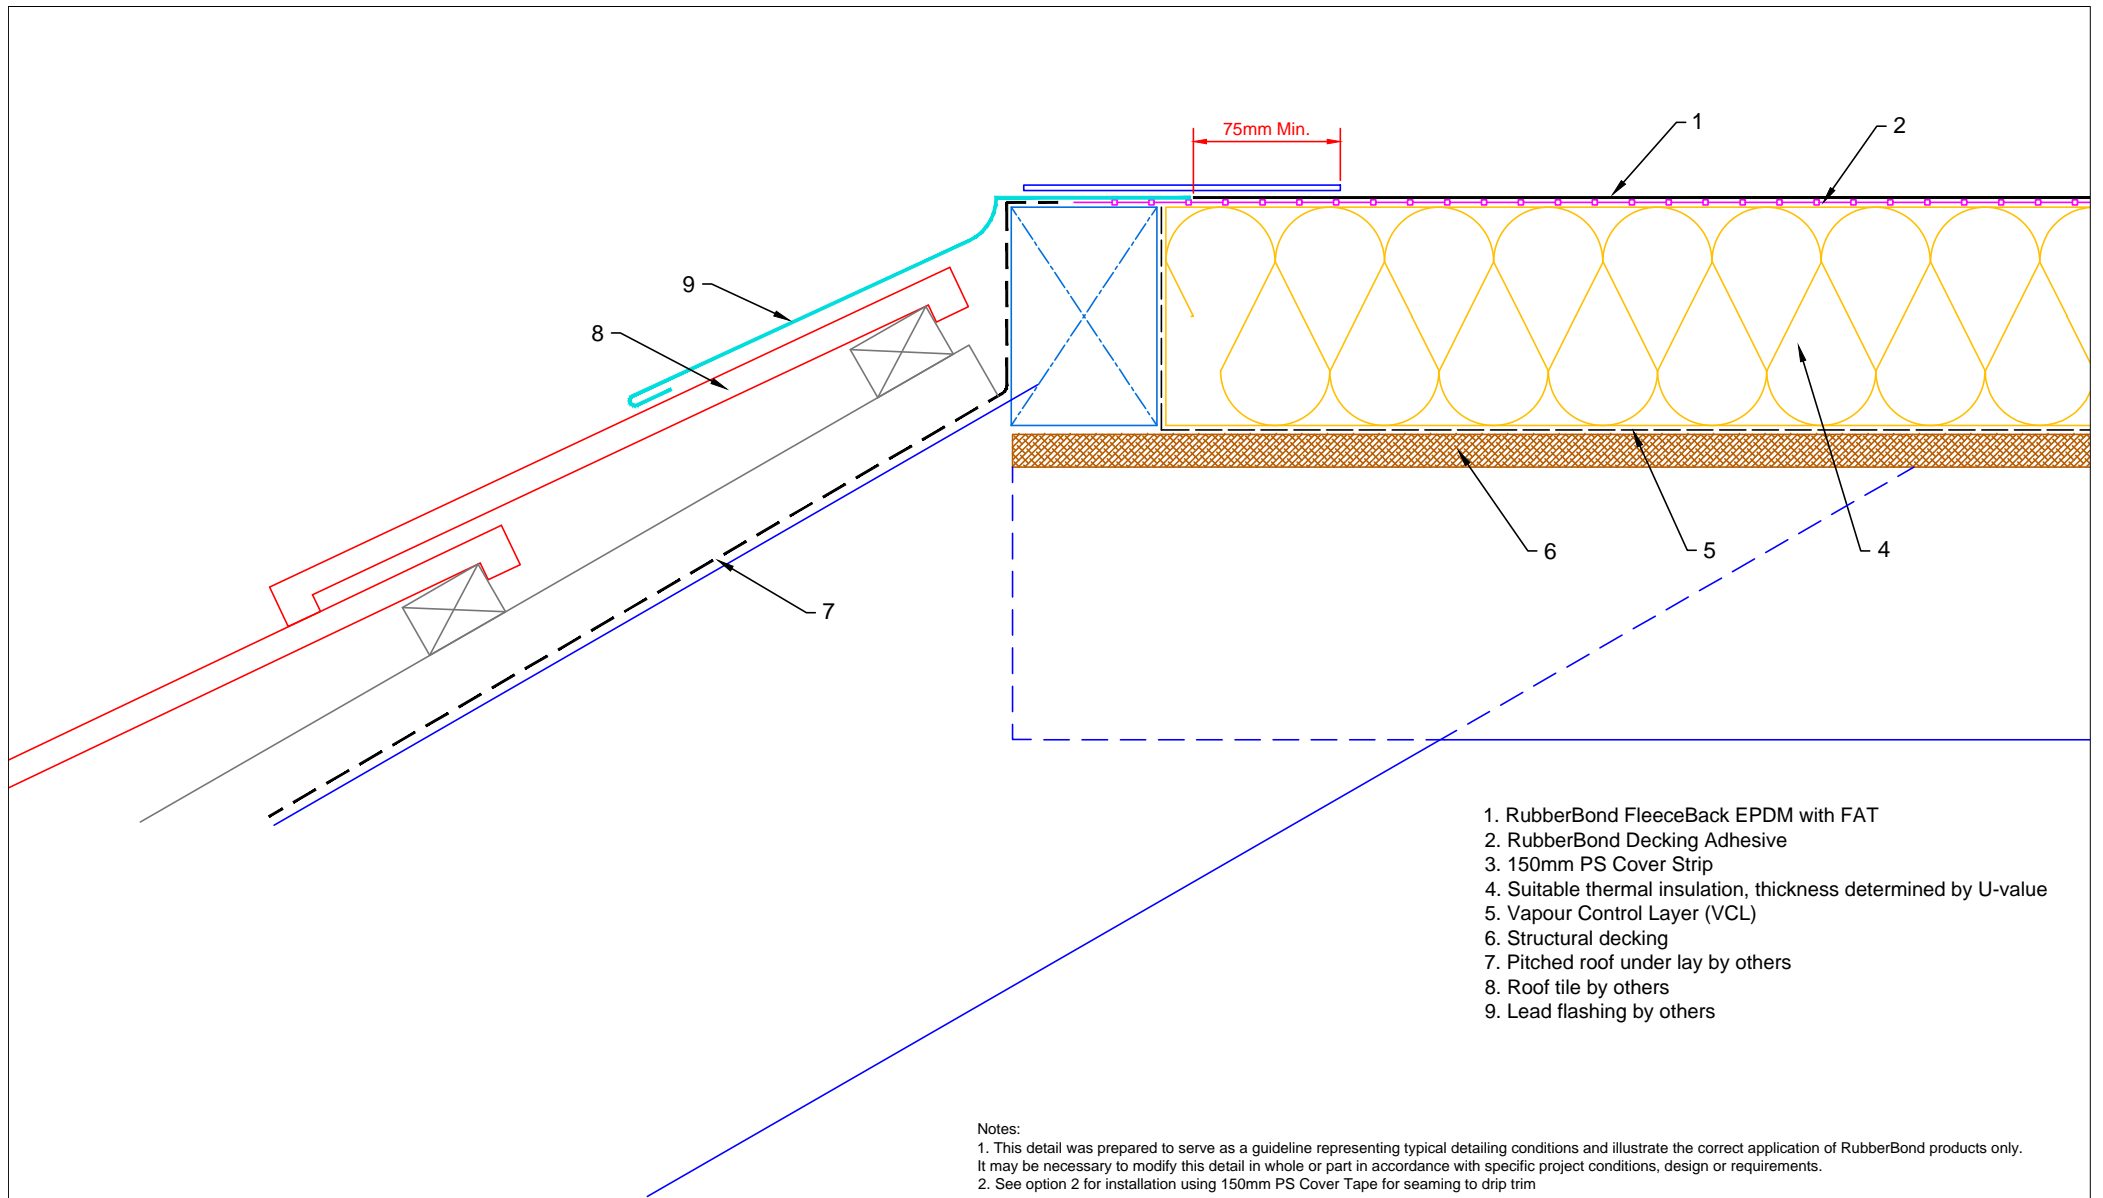 75mm Min.
1
2
9
8
7
6
5
4
1. RubberBond FleeceBack EPDM with FAT
2. RubberBond Decking Adhesive
3. 150mm PS Cover Strip
4. Suitable thermal insulation, thickness determined by U-value
5. Vapour Control Layer (VCL)
6. Structural decking
7. Pitched roof under lay by others
8. Roof tile by others
9. Lead flashing by others
Notes:
1. This detail was prepared to serve as a guideline representing typical detailing conditions and illustrate the correct application of RubberBond products only.
It may be necessary to modify this detail in whole or part in accordance with specific project conditions, design or requirements.
2. See option 2 for installation using 150mm PS Cover Tape for seaming to drip trim